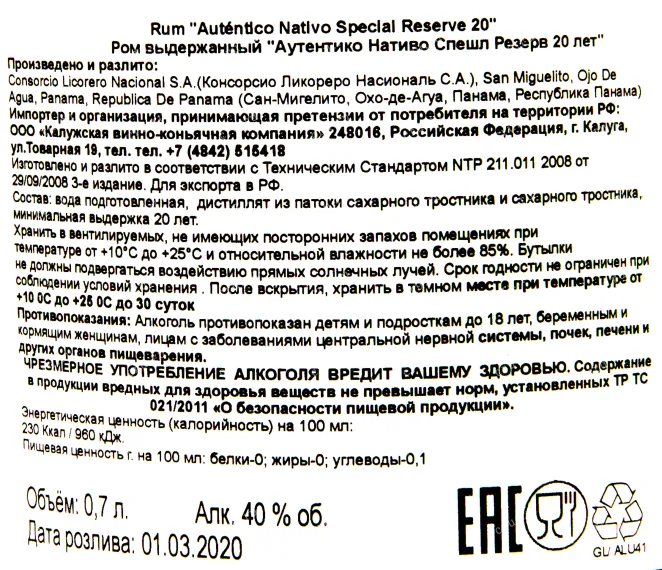 Rum "Auténtico Nativo Special Reserve 20"
Ром выдержанный "Аутентико Нативо Спешл Резерв 20 лет"
Произведено и разлито:
Consorcio Licorero Nacional S.A.(Консорсио Ликореро Насиональ С.А.), San Miguelito, Ojo De
Agua, Panama, Republica De Panama (Сан-Мигелито, Охо-де-Агуа, Панама, Республика Панама)
Импортер и организация, принимающая претензии от потребителя на территории РФ:
ООО «Калужская винно-коньячная компания» 248016, Российская Федерация, г. Калуга,
ул.Товарная 19, тел. тел. +7 (4842) 515418
Изготовлено и разлито в соответствии с Техническим Стандартом NTP 211.011 2008 от
29/09/2008 3-е издание. Для экспорта в РФ.
Состав: вода подготовленная, дистиллят из патоки сахарного тростника и сахарного тростника,
минимальная выдержка 20 лет.
Хранить в вентилируемых, не имеющих посторонних запахов помещениях при
температуре от +10°C до +25°C и относительной влажности не более 85%. Бутылки
не должны подвергаться воздействию прямых солнечных лучей. Срок годности не ограничен при
соблюдении условий хранения . После вскрытия, хранить в темном месте при температуре от
+10 0С до +25 0С до 30 суток
Противопоказания: Алкоголь противопоказан детям и подросткам до 18 лет, беременным и
кормящим женщинам, лицам с заболеваниями центральной нервной системы, почек, печени и
других органов пищеварения.
ЧРЕЗМЕРНОЕ УПОТРЕБЛЕНИЕ АЛКОГОЛЯ ВРЕДИТ ВАШЕМУ ЗДОРОВЬЮ. Содержание
в продукции вредных для здоровья веществ не превышает норм, установленных ТР ТС
021/2011 «О безопасности пищевой продукции».
Энергетическая ценность (калорийность) на 100 мл:
230 Ккал / 960 кДж.
Пищевая ценность г. на 100 мл: белки-0; жиры-0; углеводы-0,1
Объём: 0,7 л. Алк. 40 % об.
Дата розлива: 01.03.2020
EAC
GL/ ALU41